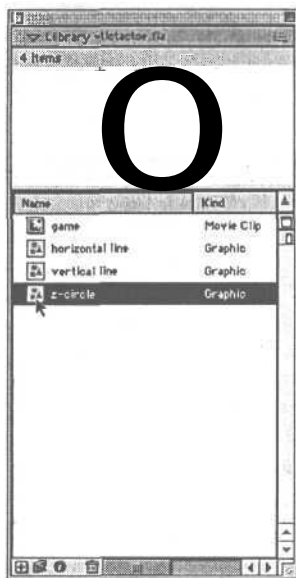 Library - tictactoe.fla
4 items
O
Name Kind
game Movie Clip
horizontal line Graphic
vertical line Graphic
z-circle Graphic